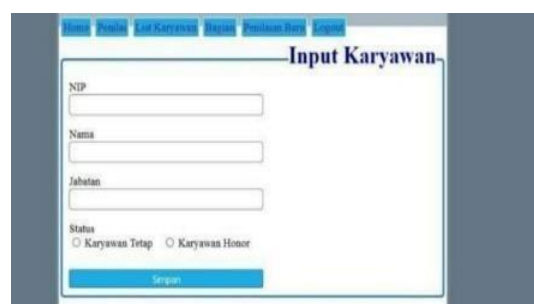 Home Penilai List Karyawan Bagian Penilaian Baru Logout
Input Karyawan
NIP
Nama
Jabatan
Status
Karyawan Tetap Karyawan Honor
Simpan